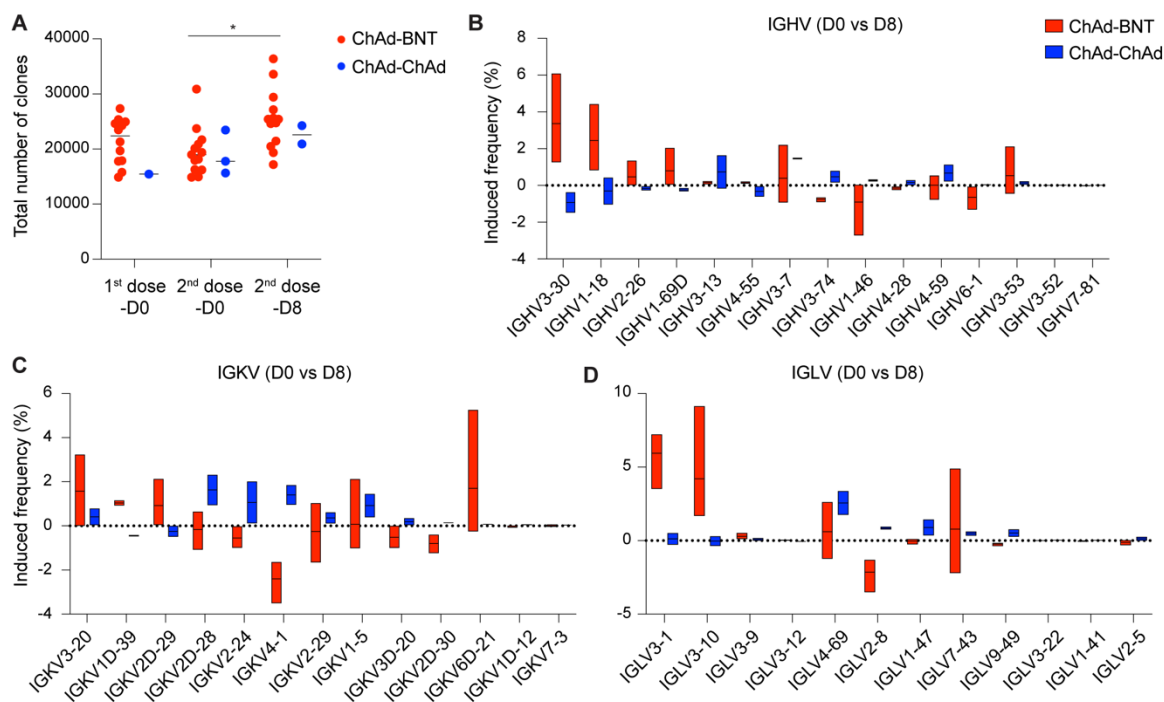 A
*
ChAd-BNT
ChAd-ChAd
Total number of clones
40000
30000
20000
10000
0
1st dose -D0
2nd dose -D0
2nd dose -D8
B
IGHV (D0 vs D8)
ChAd-BNT
ChAd-ChAd
Induced frequency (%)
8
6
4
2
0
-2
-4
IGHV3-30
IGHV1-18
IGHV2-26
IGHV1-69D
IGHV3-13
IGHV4-55
IGHV3-7
IGHV3-74
IGHV1-46
IGHV4-28
IGHV4-59
IGHV6-1
IGHV3-53
IGHV3-52
IGHV7-81
C
IGKV (D0 vs D8)
Induced frequency (%)
6
4
2
0
-2
-4
IGKV3-20
IGKV1D-39
IGKV2D-29
IGKV2D-28
IGKV2-24
IGKV4-1
IGKV2-29
IGKV1-5
IGKV3D-20
IGKV2D-30
IGKV6D-21
IGKV1D-12
IGKV7-3
D
IGLV (D0 vs D8)
Induced frequency (%)
10
5
0
-5
IGLV3-1
IGLV3-10
IGLV3-9
IGLV3-12
IGLV4-69
IGLV2-8
IGLV1-47
IGLV7-43
IGLV9-49
IGLV3-22
IGLV1-41
IGLV2-5